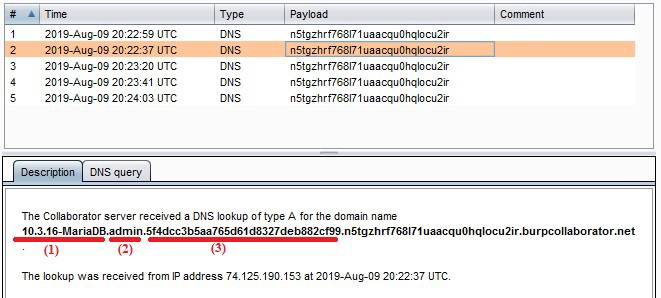 # Time Type Payload Comment
1 2019-Aug-09 20:22:59 UTC DNS n5tgzhrf768l71uaacqu0hqlocu2ir
2 2019-Aug-09 20:22:37 UTC DNS n5tgzhrf768l71uaacqu0hqlocu2ir
3 2019-Aug-09 20:23:20 UTC DNS n5tgzhrf768l71uaacqu0hqlocu2ir
4 2019-Aug-09 20:23:41 UTC DNS n5tgzhrf768l71uaacqu0hqlocu2ir
5 2019-Aug-09 20:24:03 UTC DNS n5tgzhrf768l71uaacqu0hqlocu2ir
Description DNS query
The Collaborator server received a DNS lookup of type A for the domain name
10.3.16-MariaDB.admin.5f4dcc3b5aa765d61d8327deb882cf99.n5tgzhrf768l71uaacqu0hqlocu2ir.burpcollaborator.net
(1) (2) (3)
.
The lookup was received from IP address 74.125.190.153 at 2019-Aug-09 20:22:37 UTC.